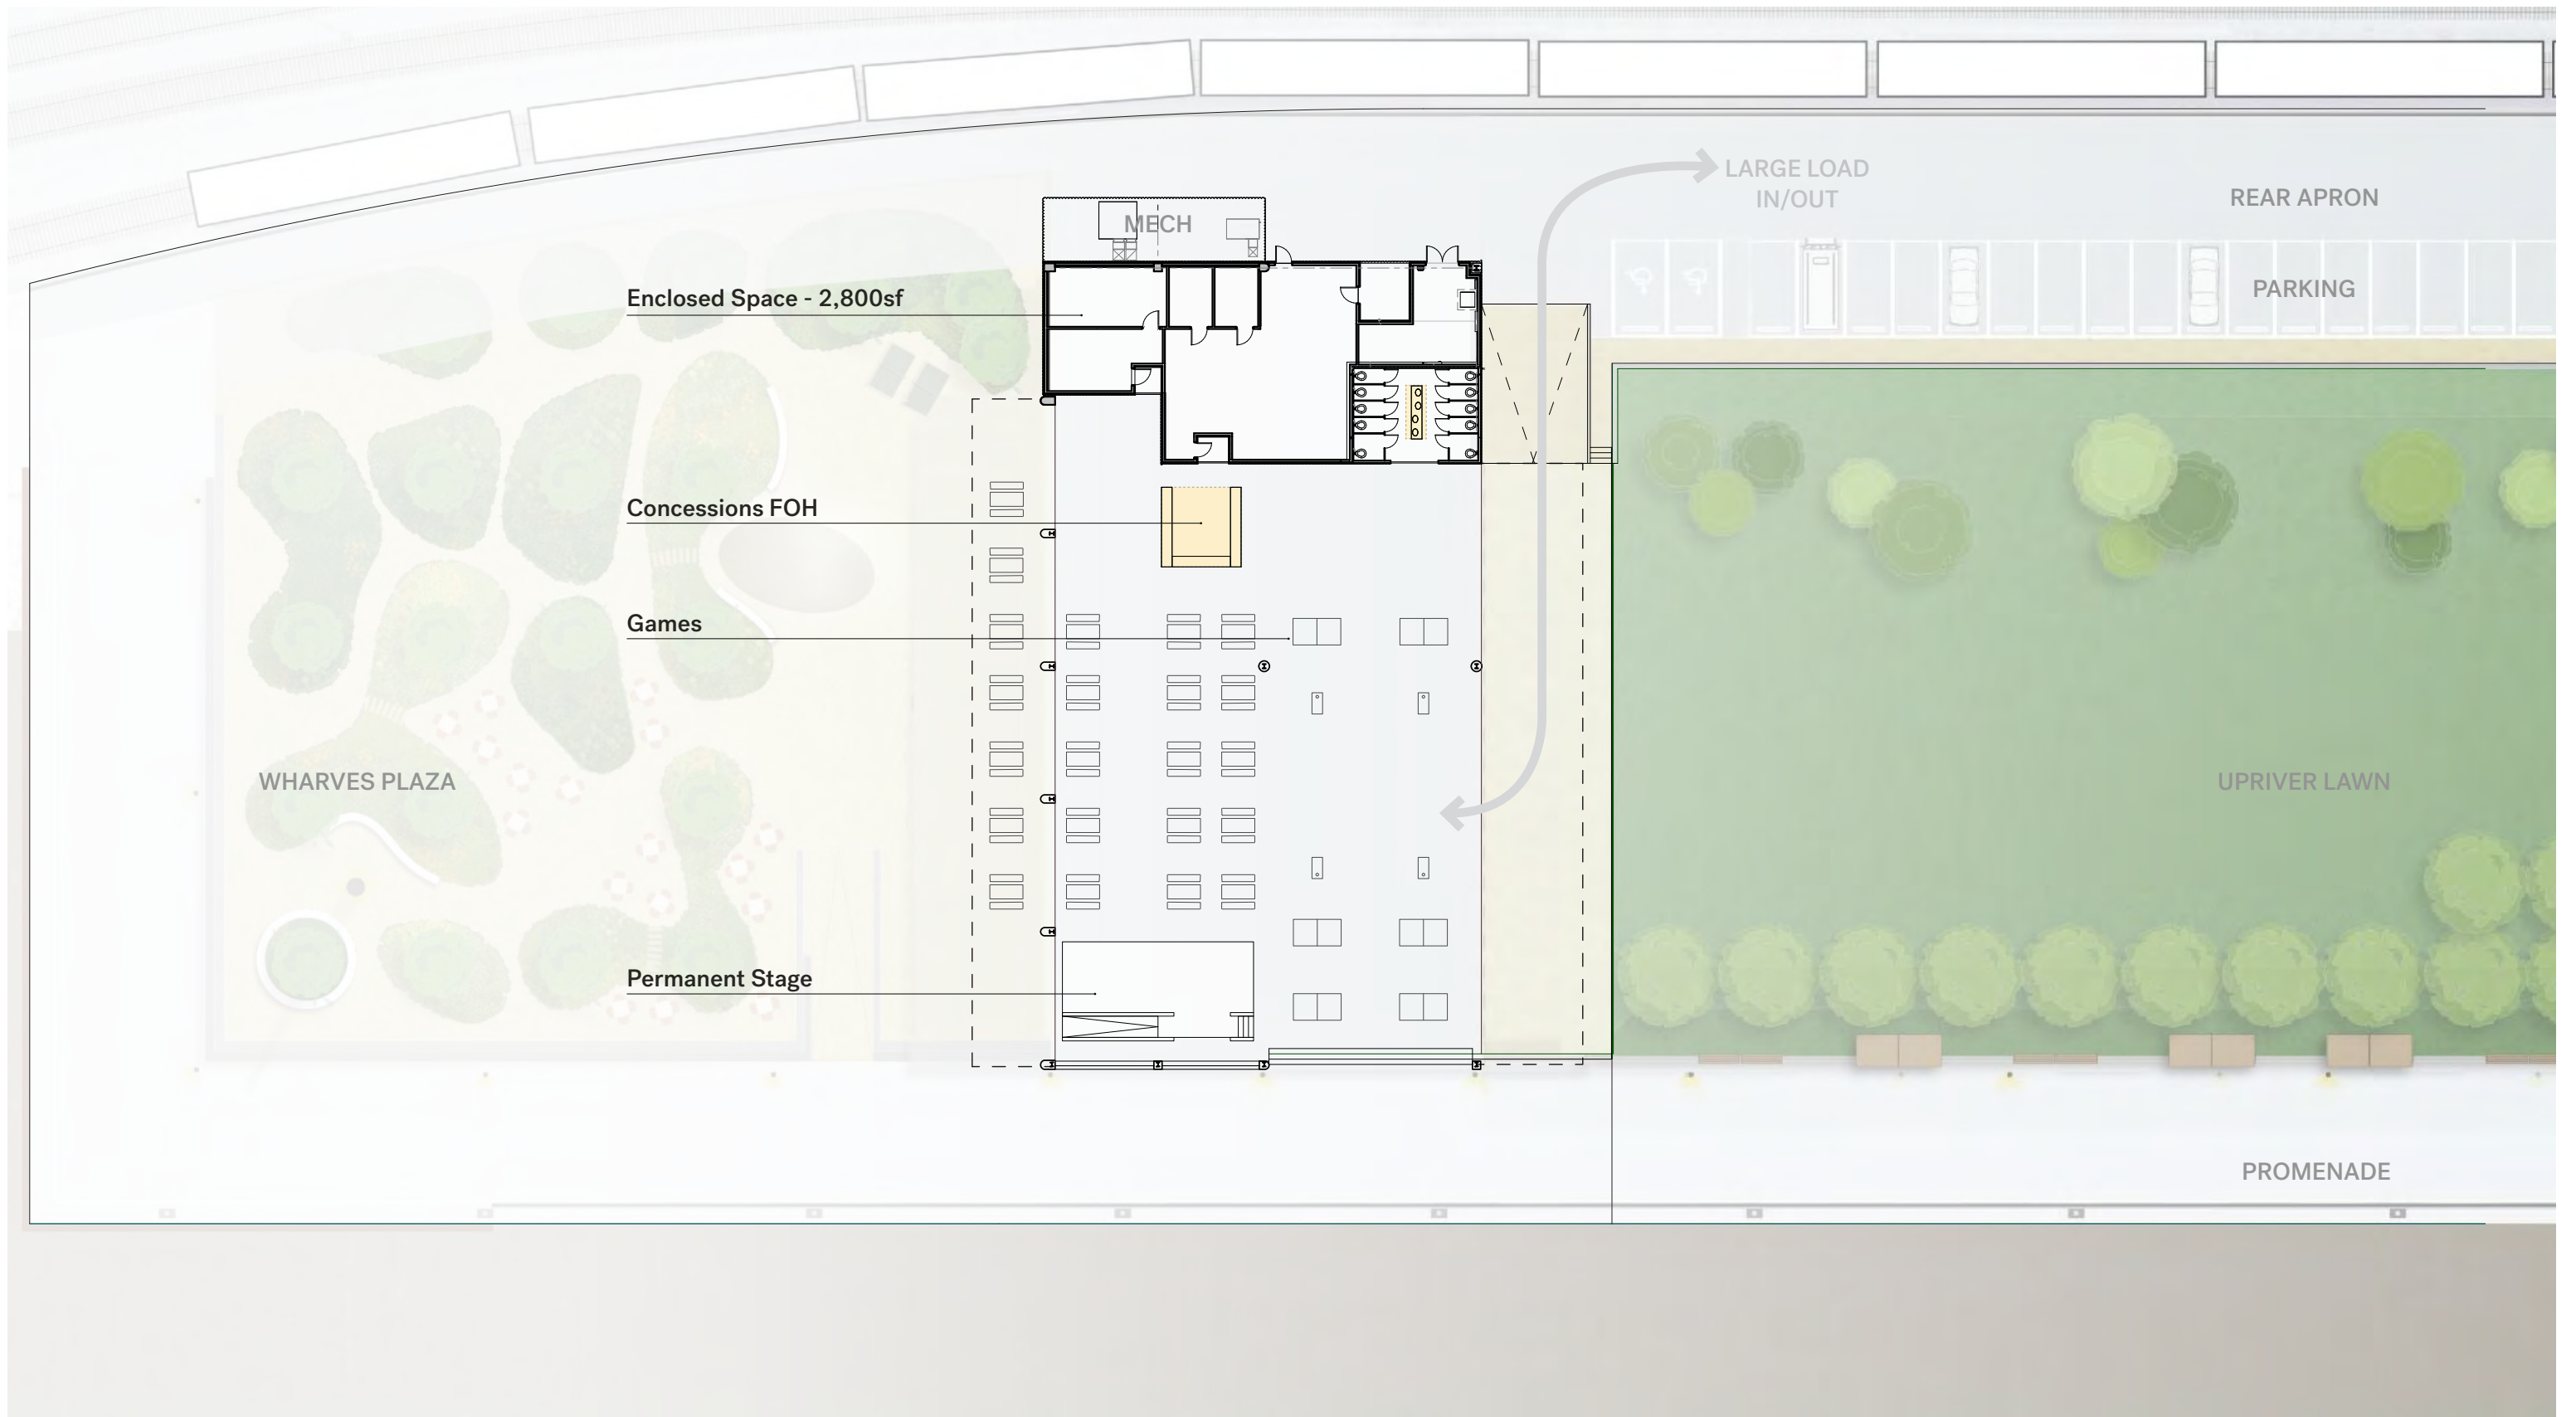 LARGE LOAD
IN/OUT
REAR APRON
MECH
PARKING
Enclosed Space - 2,800sf
Concessions FOH
Games
WHARVES PLAZA
UPRIVER LAWN
Permanent Stage
PROMENADE